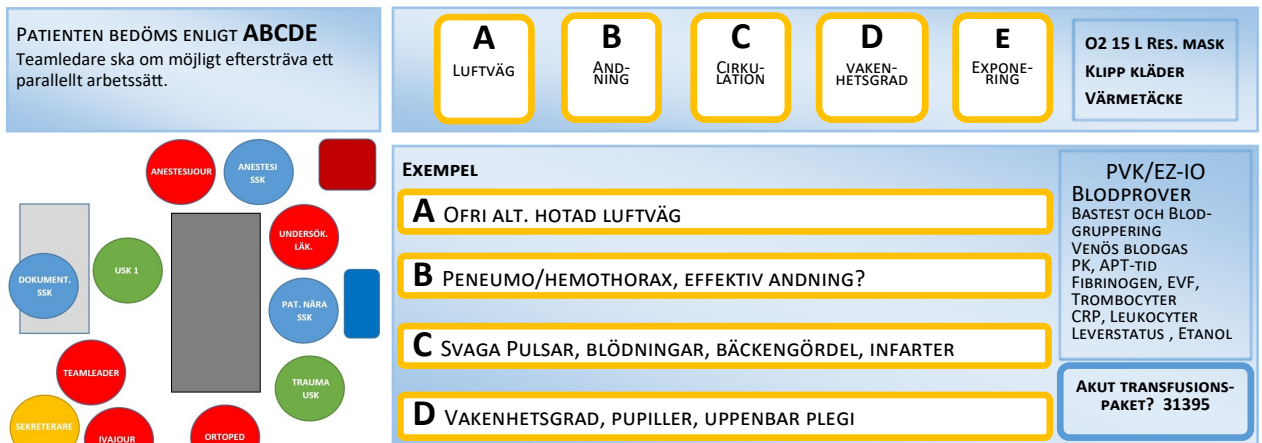 PATIENTEN BEDÖMS ENLIGT ABCDE
Teamledare ska om möjligt eftersträva ett
parallellt arbetssätt.
A
LUFTVÄG
B
AND-
NING
C
CIRKU-
LATION
D
VAKEN-
HETSGRAD
E
EXPONE-
RING
O2 15 L RES. MASK
KLIPP KLÄDER
VÄRMETÄCKE
ANESTESIJOUR
ANESTESI
SSK
UNDERSÖK.
LÄK.
USK 1
DOKUMENT.
SSK
PAT. NÄRA
SSK
TEAMLEADER
TRAUMA
USK
SEKRETERARE
IVAJOUR
ORTOPED
EXEMPEL
A OFRI ALT. HOTAD LUFTVÄG
B PENEUMO/HEMOTHORAX, EFFEKTIV ANDNING?
C SVAGA PULSAR, BLÖDNINGAR, BÄCKENGÖRDEL, INFARTER
D VAKENHETSGRAD, PUPILLER, UPPENBAR PLEGI
PVK/EZ-IO
BLODPROVER
BASTEST OCH BLOD-
GRUPPERING
VENÖS BLODGAS
PK, APT-TID
FIBRINOGEN, EVF,
TROMBOCYTER
CRP, LEUKOCYTER
LEVERSTATUS , ETANOL
AKUT TRANSFUSIONS-
PAKET? 31395